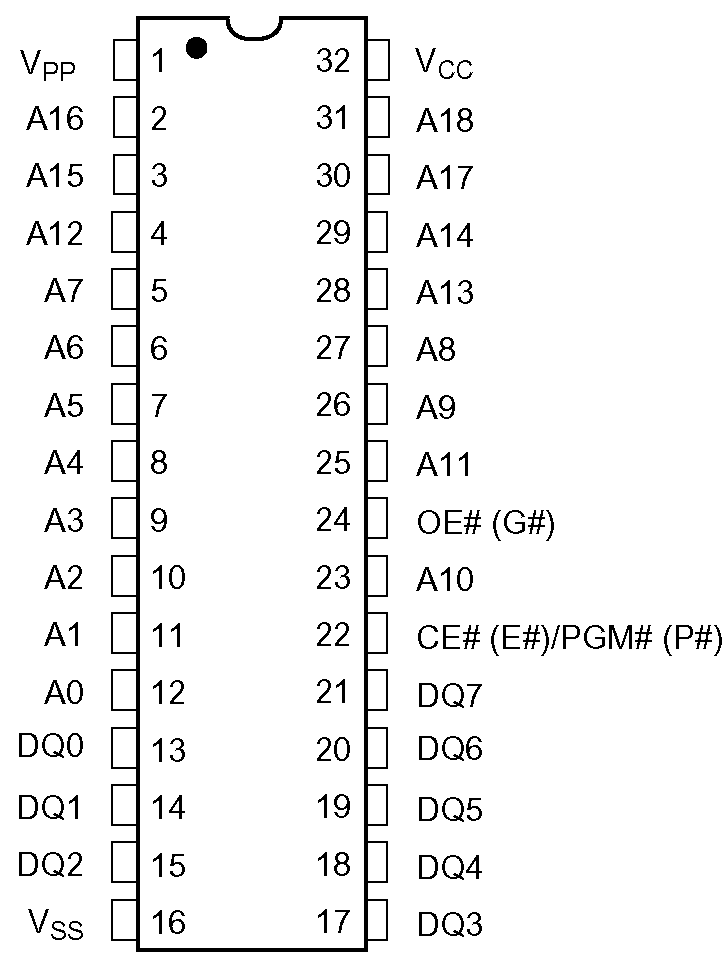 VPP 1 32 VCC
A16 2 31 A18
A15 3 30 A17
A12 4 29 A14
A7 5 28 A13
A6 6 27 A8
A5 7 26 A9
A4 8 25 A11
A3 9 24 OE# (G#)
A2 10 23 A10
A1 11 22 CE# (E#)/PGM# (P#)
A0 12 21 DQ7
DQ0 13 20 DQ6
DQ1 14 19 DQ5
DQ2 15 18 DQ4
VSS 16 17 DQ3